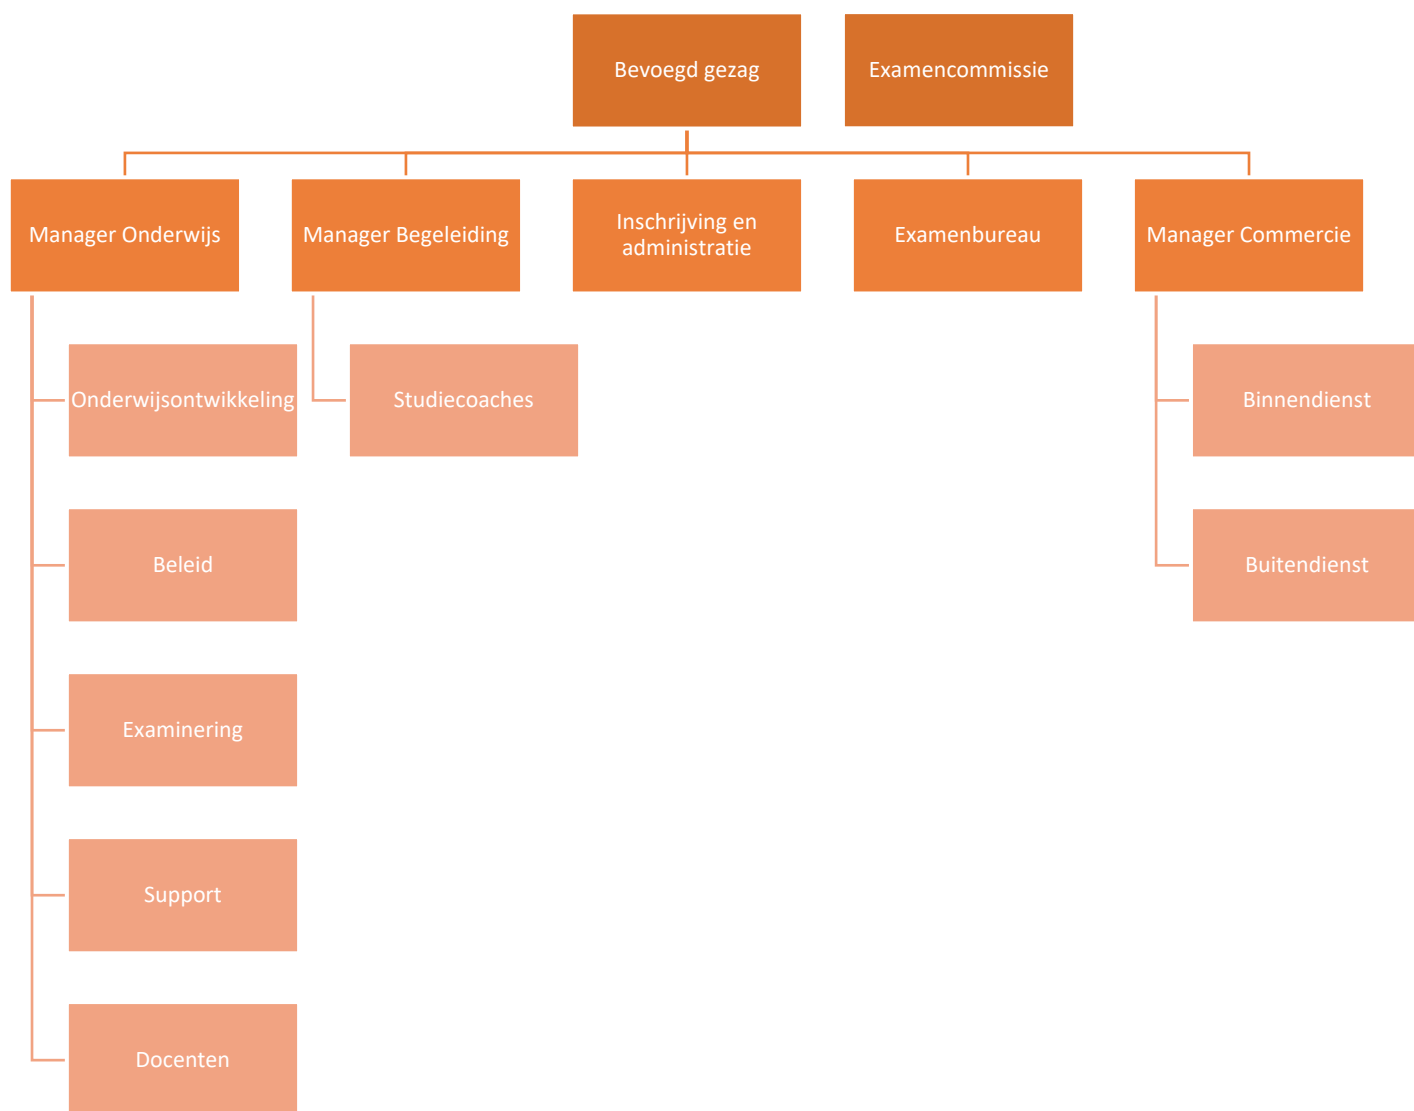 Bevoegd gezag
Examencommissie
Manager Onderwijs
Manager Begeleiding
Inschrijving en
administratie
Examenbureau
Manager Commercie
Onderwijsontwikkeling
Studiecoaches
Binnendienst
Beleid
Buitendienst
Examinering
Support
Docenten